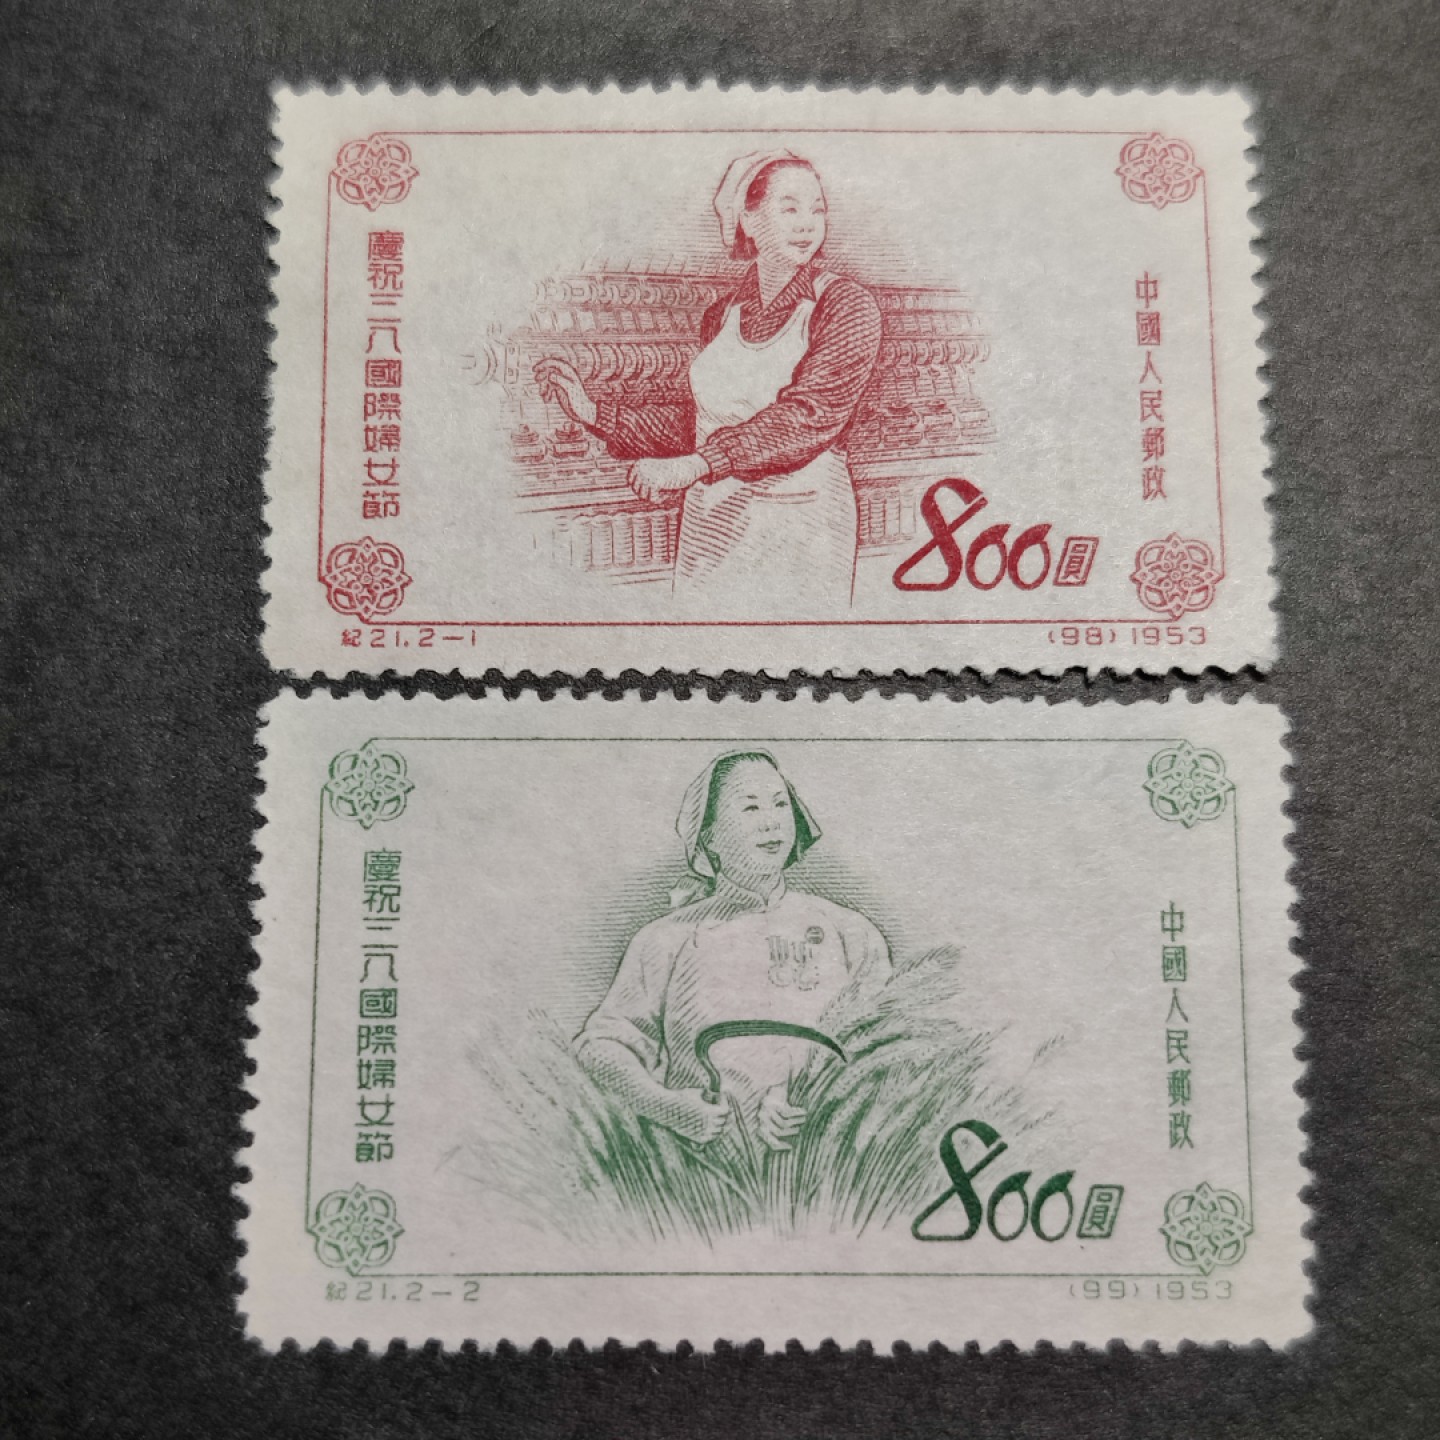 慶祝三八國際婦女節
中國人民郵政
800圓
紀21.2-1
(98)1953
慶祝三八國際婦女節
中國人民郵政
800圓
紀21.2-2
(99)1953